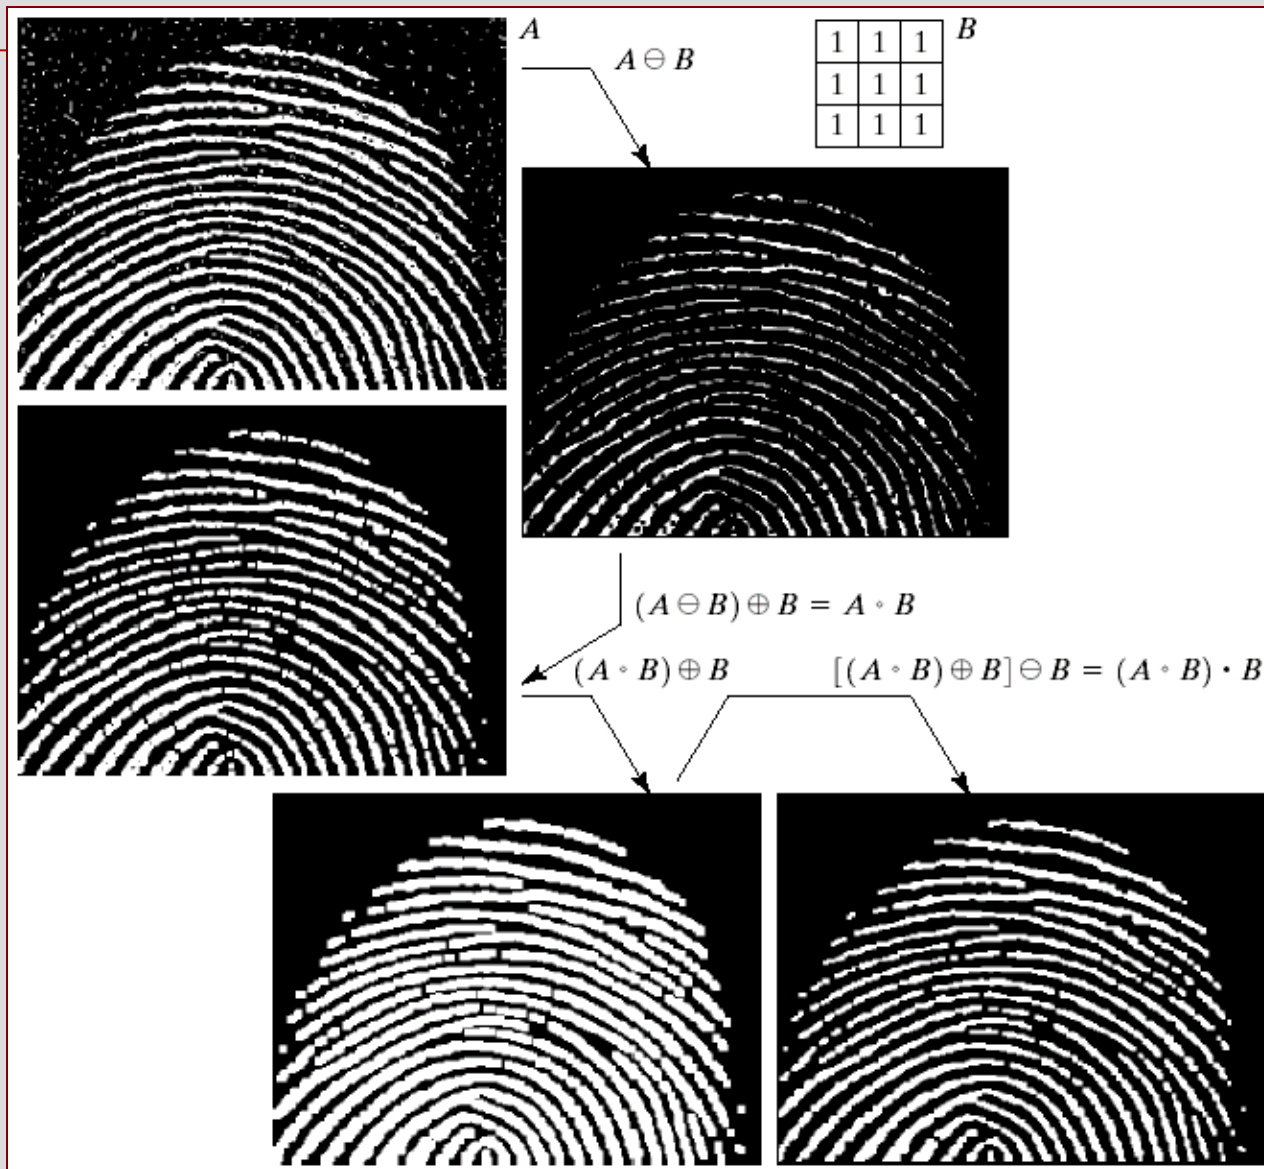 A
A ⊖ B
1 1 1
1 1 1
1 1 1
B
(A ⊖ B) ⊕ B = A ∘ B
(A ∘ B) ⊕ B
[(A ∘ B) ⊕ B] ⊖ B = (A ∘ B) • B